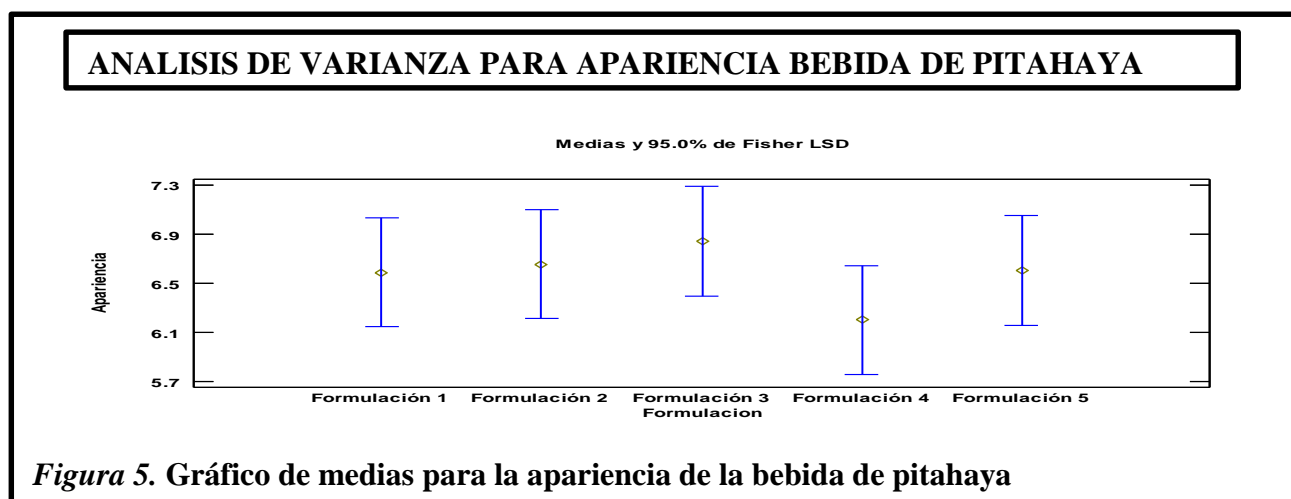 ANALISIS DE VARIANZA PARA APARIENCIA BEBIDA DE PITAHAYA
Medias y 95.0% de Fisher LSD
7.3
6.9
6.5
6.1
5.7
Apariencia
Formulación 1 Formulación 2 Formulación 3 Formulación 4 Formulación 5
Formulacion
Figura 5. Gráfico de medias para la apariencia de la bebida de pitahaya